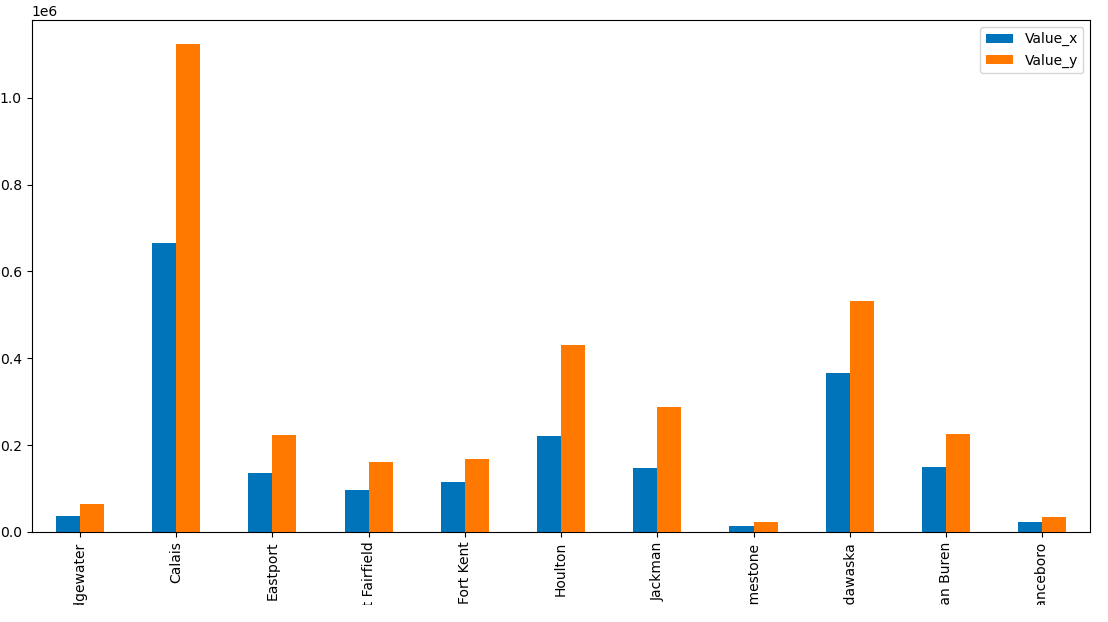 1e6
Value_x
Value_y
1.0
0.8
0.6
0.4
0.2
0.0
dgewater
Calais
Eastport
t Fairfield
Fort Kent
Houlton
Jackman
mestone
dawaska
an Buren
anceboro